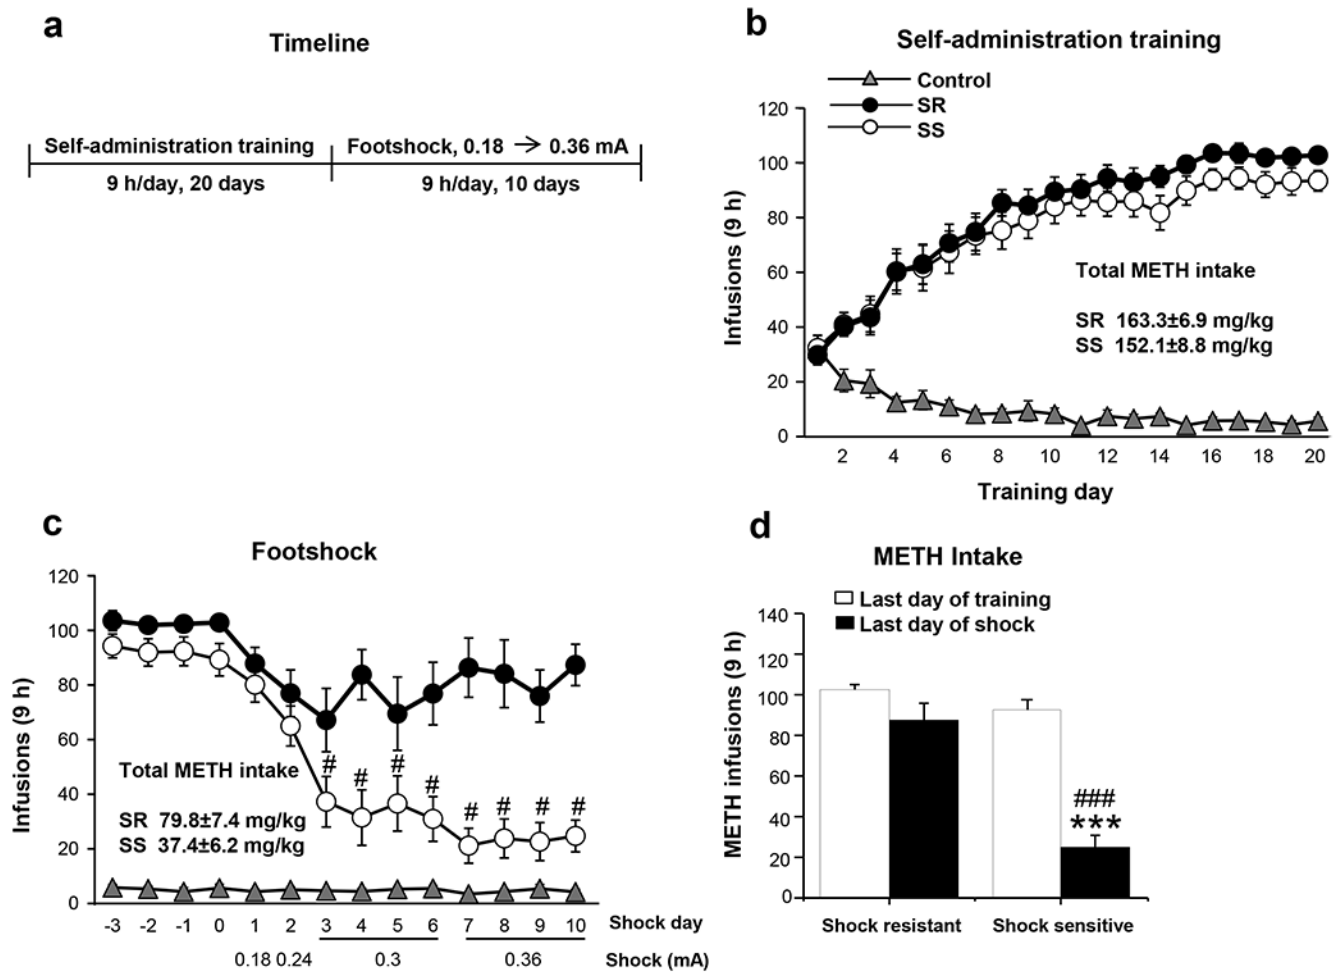 a
Timeline
Self-administration training
Footshock, 0.18 → 0.36 mA
9 h/day, 20 days
9 h/day, 10 days
b
Self-administration training
Control
SR
SS
Infusions (9 h)
120
100
80
60
40
20
0
Total METH intake
SR 163.3±6.9 mg/kg
SS 152.1±8.8 mg/kg
2 4 6 8 10 12 14 16 18 20
Training day
c
Footshock
Infusions (9 h)
120
100
80
60
40
20
0
# # # # # # # #
Total METH intake
SR 79.8±7.4 mg/kg
SS 37.4±6.2 mg/kg
-3 -2 -1 0 1 2 3 4 5 6 7 8 9 10 Shock day
0.18 0.24 0.3 0.36 Shock (mA)
d
METH Intake
Last day of training
Last day of shock
METH infusions (9 h)
140
120
100
80
60
40
20
0
###
***
Shock resistant Shock sensitive